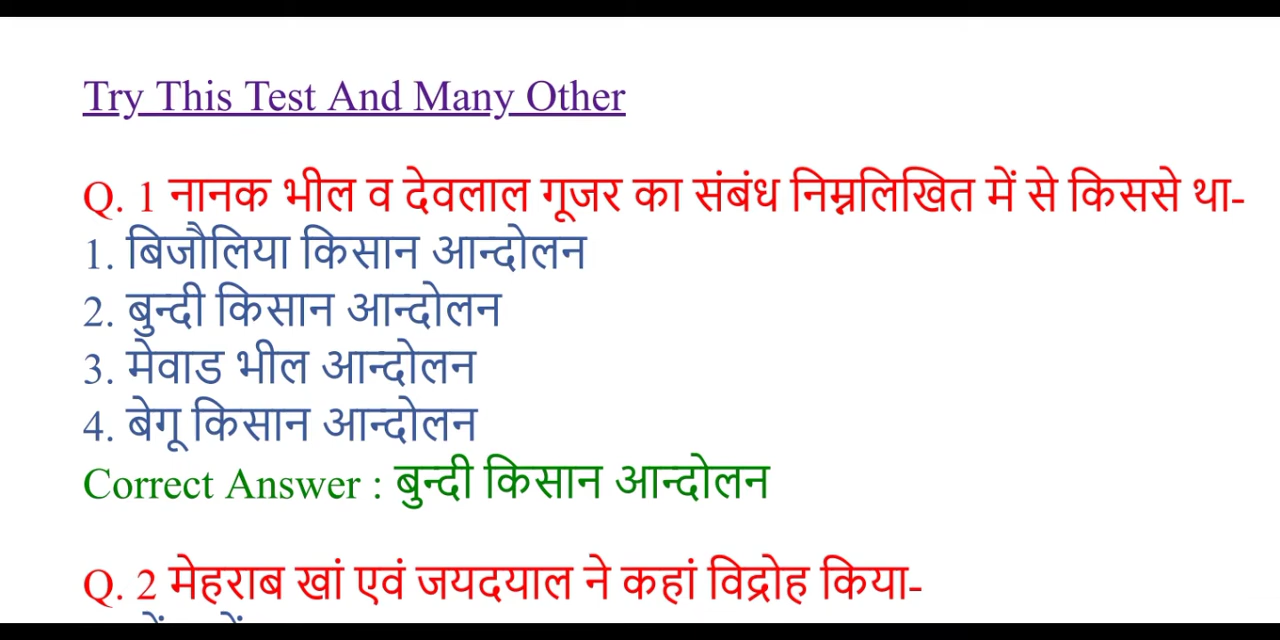 Try This Test And Many Other
Q. 1 नानक भील व देवलाल गूजर का संबंध निम्नलिखित में से किससे था-
1. बिजौलिया किसान आन्दोलन
2. बुन्दी किसान आन्दोलन
3. मेवाड भील आन्दोलन
4. बेगू किसान आन्दोलन
Correct Answer : बुन्दी किसान आन्दोलन
Q. 2 मेहराब खां एवं जयदयाल ने कहां विद्रोह किया-